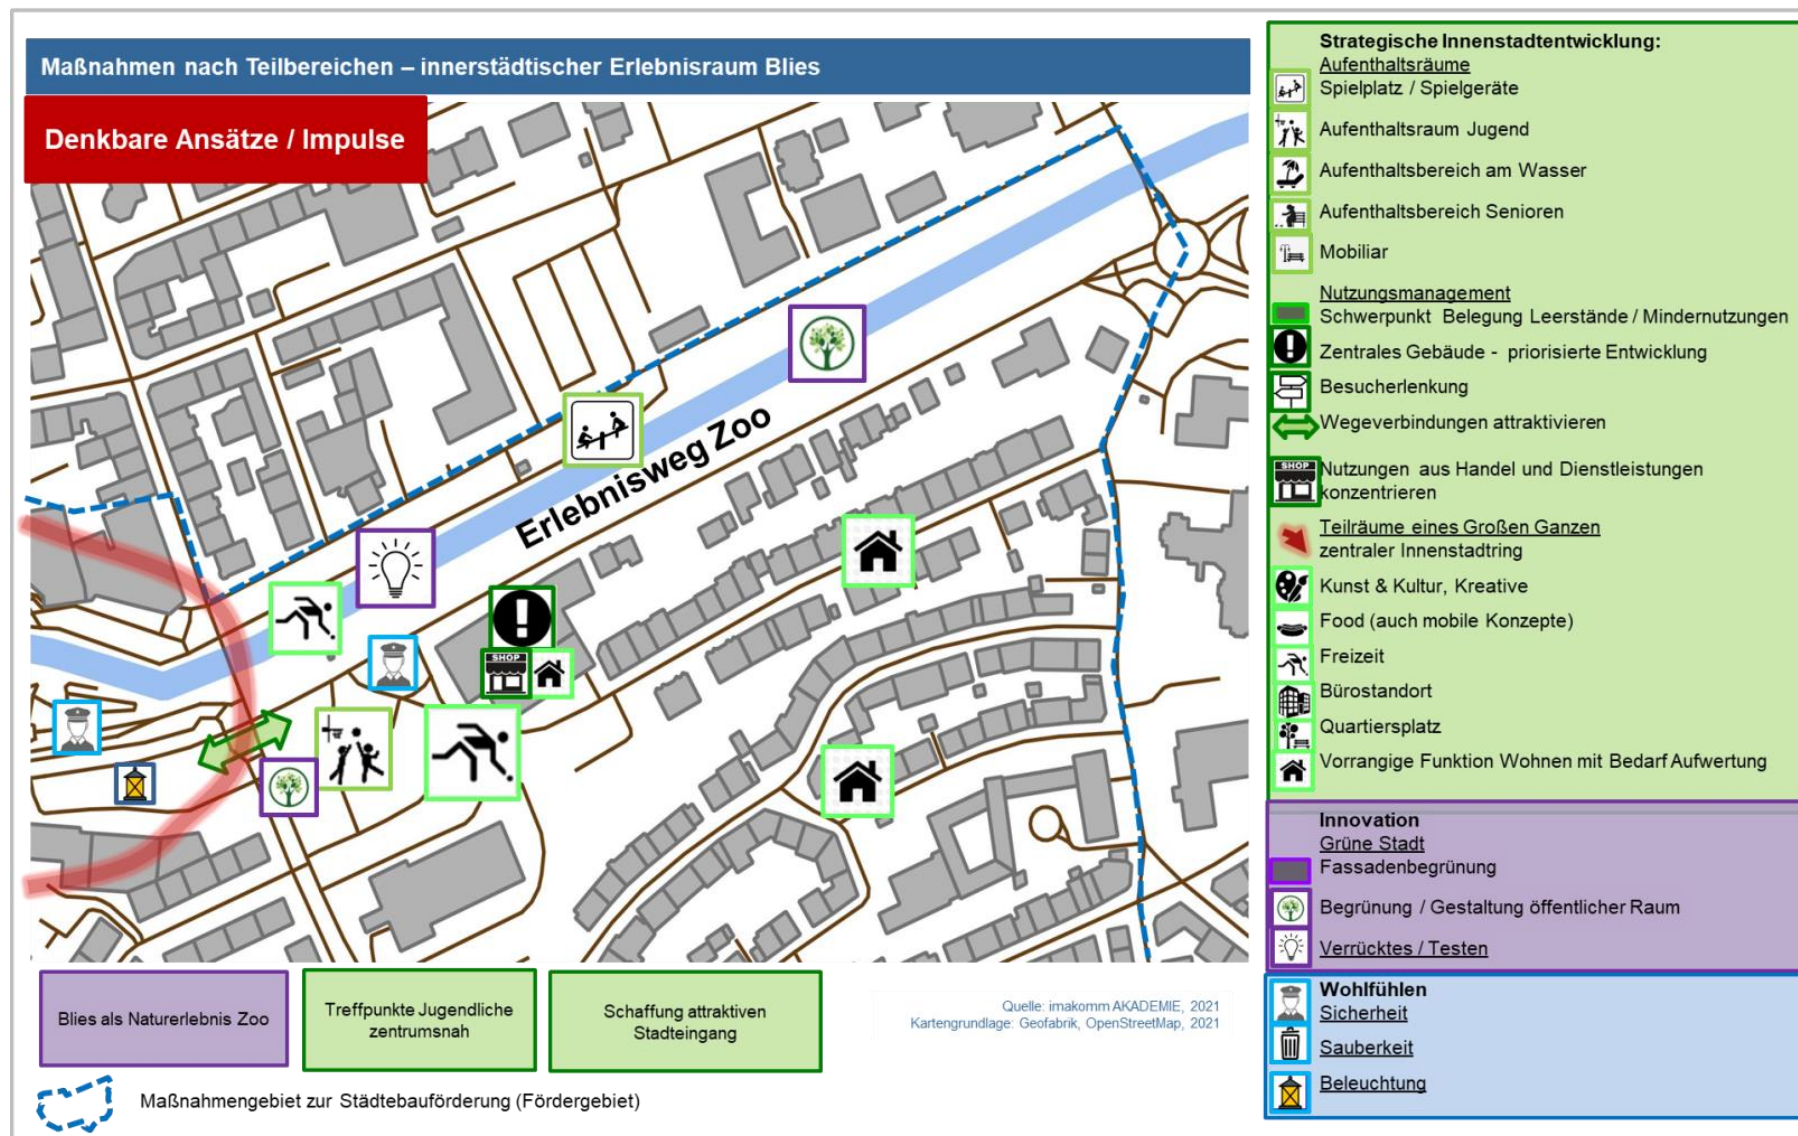 Maßnahmen nach Teilbereichen – innerstädtischer Erlebnisraum Blies
Denkbare Ansätze / Impulse
Erlebnisweg Zoo
SHOP
Strategische Innenstadtentwicklung:
Aufenthaltsräume
Spielplatz / Spielgeräte
Aufenthaltsraum Jugend
Aufenthaltsbereich am Wasser
Aufenthaltsbereich Senioren
Mobiliar
Nutzungsmanagement
Schwerpunkt Belegung Leerstände / Mindernutzungen
Zentrales Gebäude - priorisierte Entwicklung
Besucherlenkung
Wegeverbindungen attraktivieren
SHOP
Nutzungen aus Handel und Dienstleistungen
konzentrieren
Teilräume eines Großen Ganzen
zentraler Innenstadtring
Kunst & Kultur, Kreative
Food (auch mobile Konzepte)
Freizeit
Bürostandort
Quartiersplatz
Vorrangige Funktion Wohnen mit Bedarf Aufwertung
Innovation
Grüne Stadt
Fassadenbegrünung
Begrünung / Gestaltung öffentlicher Raum
Verrücktes / Testen
Wohlfühlen
Sicherheit
Sauberkeit
Beleuchtung
Blies als Naturerlebnis Zoo
Treffpunkte Jugendliche
zentrumsnah
Schaffung attraktiven
Stadteingang
Quelle: imakomm AKADEMIE, 2021
Kartengrundlage: Geofabrik, OpenStreetMap, 2021
Maßnahmengebiet zur Städtebauförderung (Fördergebiet)